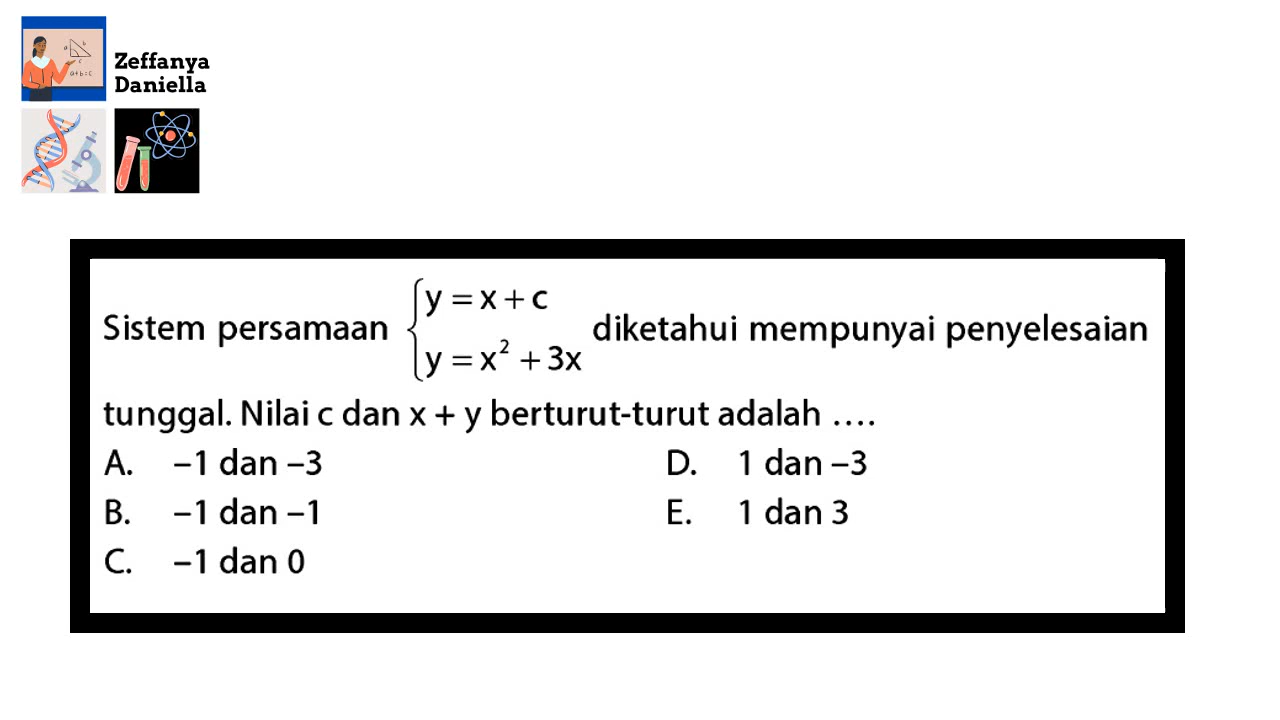 Zeffanya
Daniella
Sistem persamaan { y = x + c
y = x² + 3x diketahui mempunyai penyelesaian
tunggal. Nilai c dan x + y berturut-turut adalah ....
A. –1 dan –3
B. –1 dan –1
C. –1 dan 0
D. 1 dan –3
E. 1 dan 3